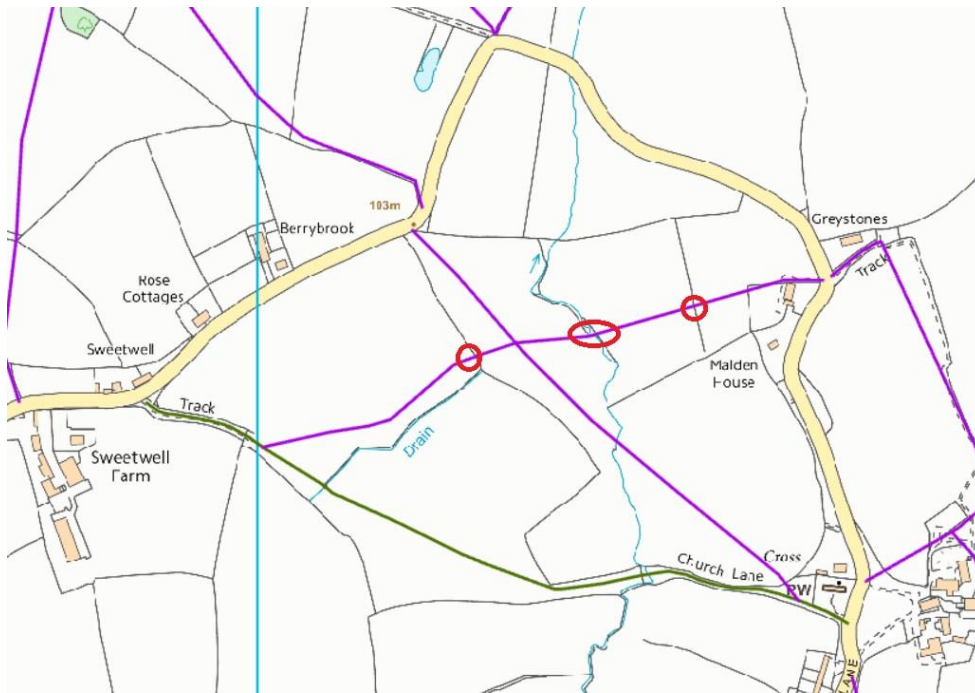 103m
Greystones
Berrybrook
Track
Rose
Cottages
Sweetwell
Malden
House
Track
Drain
Sweetwell
Farm
Cross
Church Lane
PW
LANE